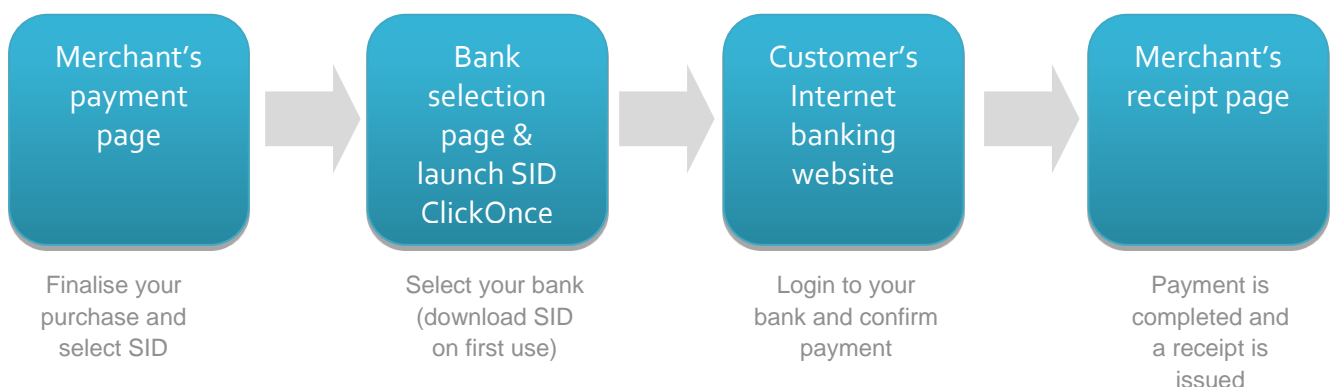 Merchant's
payment
page
Bank
selection
page &
launch SID
ClickOnce
Customer's
Internet
banking
website
Merchant's
receipt page
Finalise your
purchase and
select SID
Select your bank
(download SID
on first use)
Login to your
bank and confirm
payment
Payment is
completed and
a receipt is
issued